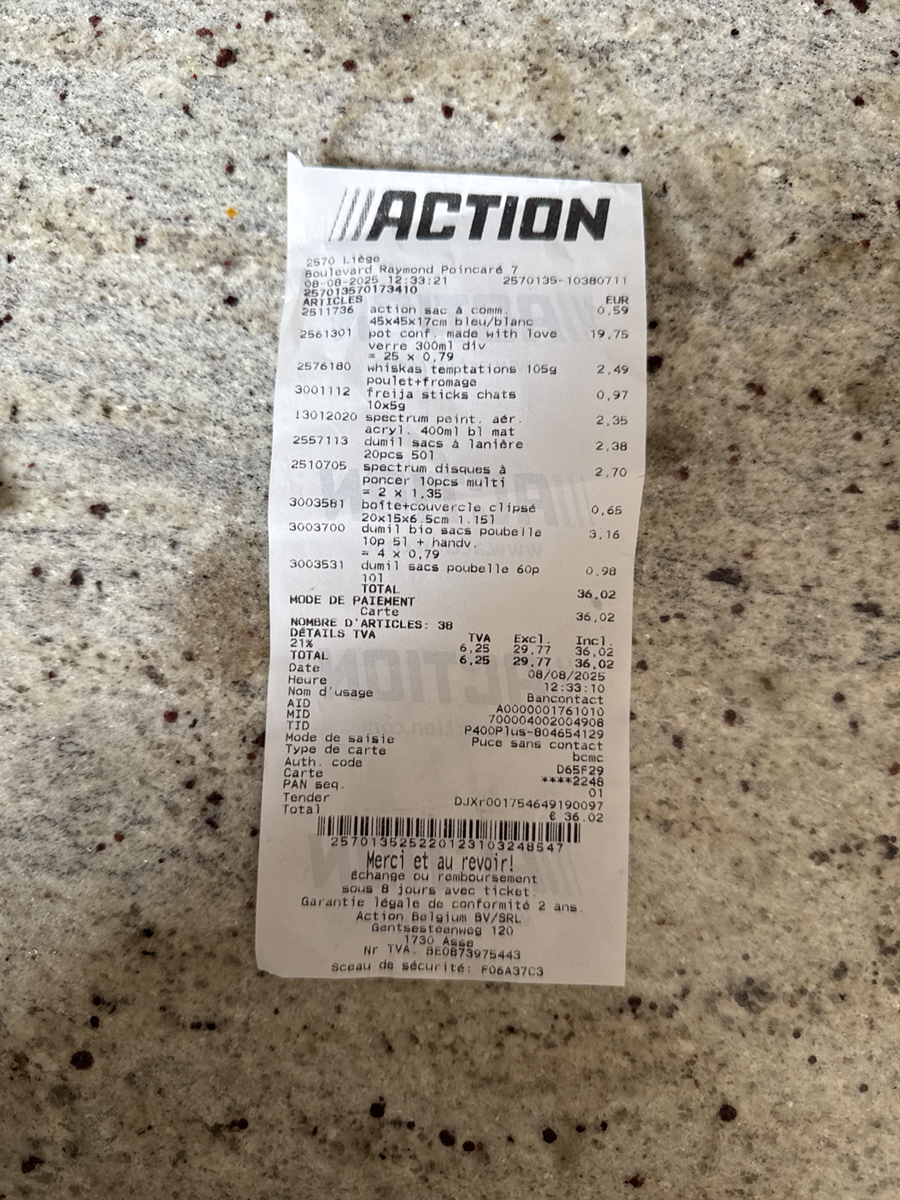 ACTION
2570 Liège
Boulevard Raymond Poincaré 7
08-08-2025 12:33:21 2570135-10380711
257013570173410
ARTICLES EUR
2511736 action sac à comm. 0,59
45x45x17cm bleu/blanc
2561301 pot conf. made with love 19,75
verre 300ml div
= 25 x 0,79
2576180 whiskas temptations 105g 2,49
poulet+fromage
3001112 freija sticks chats 0,97
10x5g
13012020 spectrum peint. aér. 2,35
acryl. 400ml bl mat
2557113 dumil sacs à lanière 2,38
20pcs 50l
2510705 spectrum disques à 2,70
poncer 10pcs multi
= 2 x 1,35
3003581 boîte+couvercle clipsé 0,65
20x15x6.5cm 1.15l
3003700 dumil bio sacs poubelle 3,16
10p 5l + handv.
= 4 x 0,79
3003531 dumil sacs poubelle 60p 0,98
10l
TOTAL 36,02
MODE DE PAIEMENT
Carte 36,02
NOMBRE D'ARTICLES: 38
DÉTAILS TVA TVA Excl. Incl.
21% 6,25 29,77 36,02
TOTAL 6,25 29,77 36,02
Date 08/08/2025
Heure 12:33:10
Nom d'usage Bancontact
AID A0000001761010
MID 700004002004908
TID P400Plus-804654129
Mode de saisie Puce sans contact
Type de carte bcmc
Auth. code D65F29
Carte ****2248
PAN seq. 01
Tender DJXr001754649190097
Total € 36.02
257013525220123103248547
Merci et au revoir!
Échange ou remboursement
sous 8 jours avec ticket.
Garantie légale de conformité 2 ans.
Action Belgium BV/SRL
Gentsesteenweg 120
1730 Asse
Nr TVA. BE0873975443
Sceau de sécurité: F06A37C3